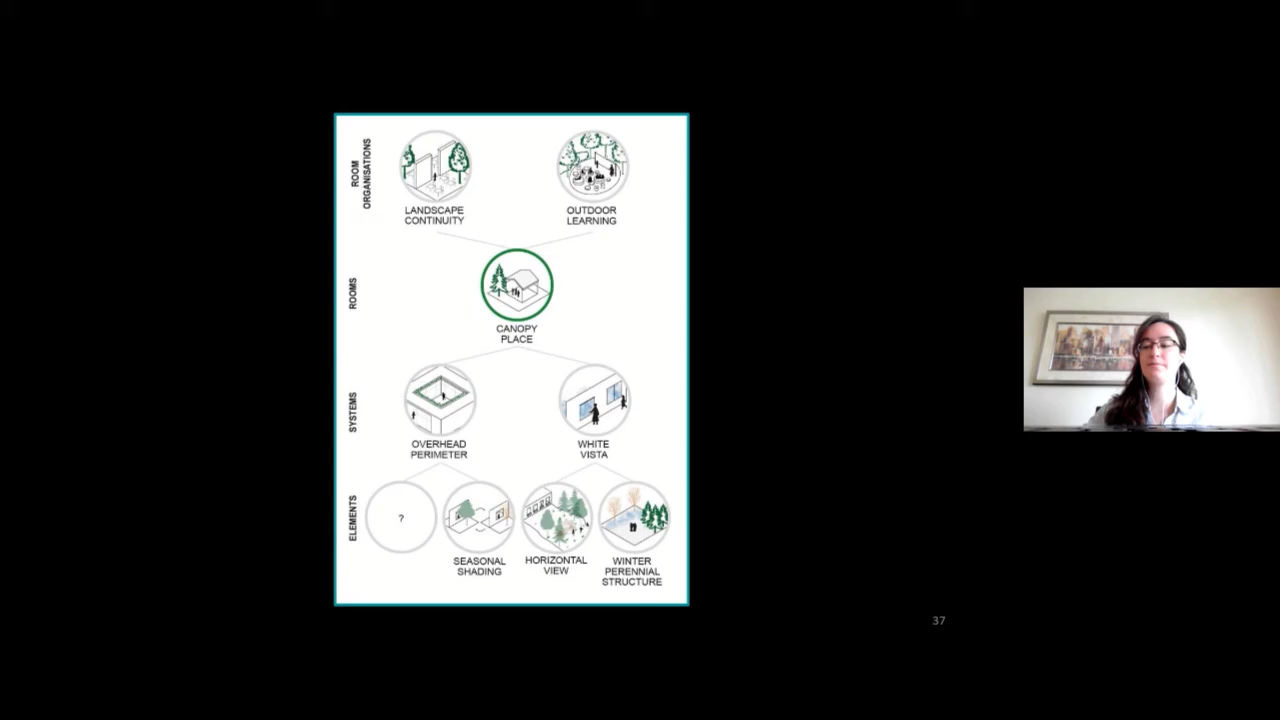 ROOM
ORGANISATIONS
LANDSCAPE
CONTINUITY
OUTDOOR
LEARNING
ROOMS
CANOPY
PLACE
SYSTEMS
OVERHEAD
PERIMETER
WHITE
VISTA
ELEMENTS
?
SEASONAL
SHADING
HORIZONTAL
VIEW
WINTER
PERENNIAL
STRUCTURE
37